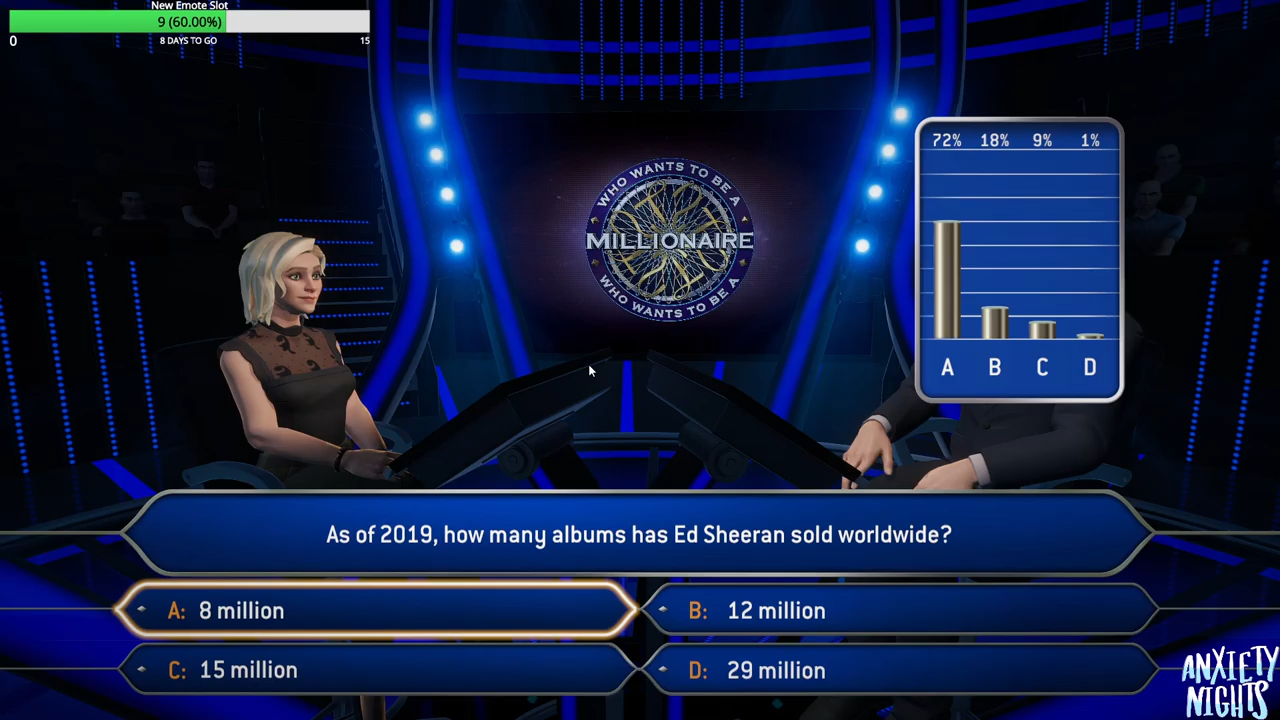 New Emote Slot
9 (60.00%)
0
8 DAYS TO GO
15
72% 18% 9% 1%
WHO WANTS TO BE A
MILLIONAIRE
WHO WANTS TO BE A
A B C D
As of 2019, how many albums has Ed Sheeran sold worldwide?
A: 8 million
B: 12 million
C: 15 million
D: 29 million
ANXIETY
NIGHTS